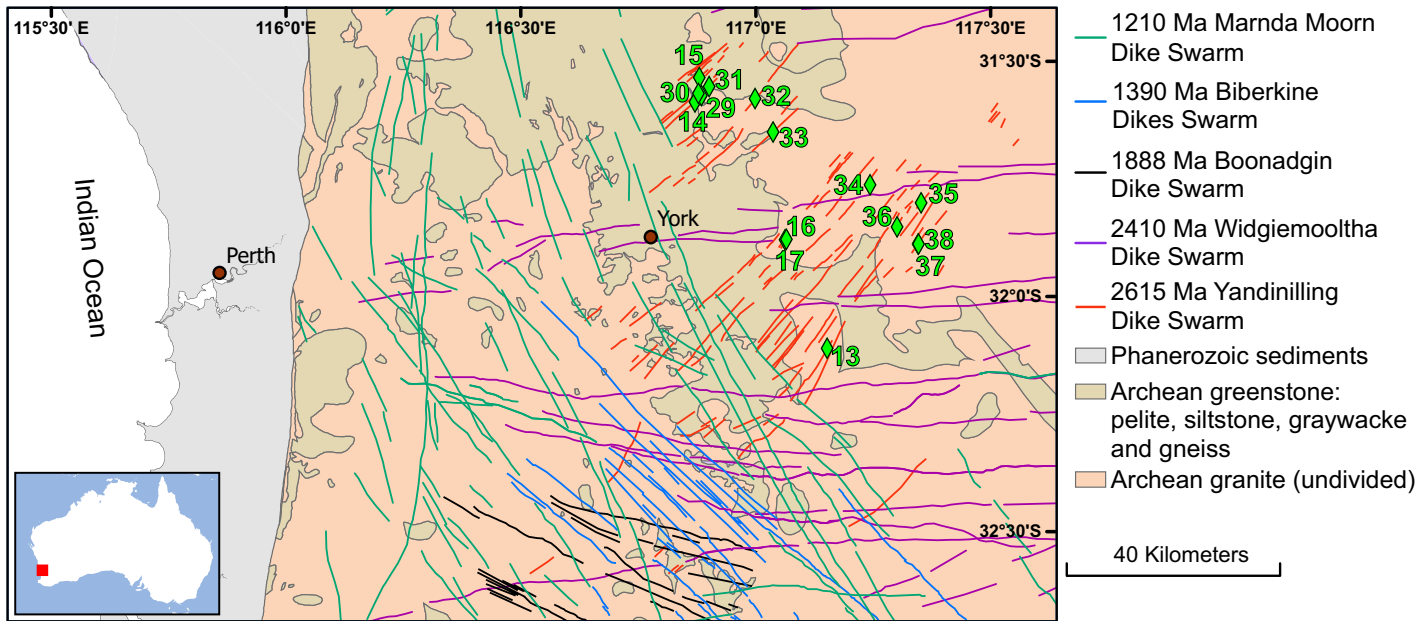 115°30'E
116°0'E
116°30'E
117°0'E
117°30'E
31°30'S
32°0'S
32°30'S
15
31
30
29
14
32
33
34
35
36
38
37
16
17
13
York
Perth
Indian Ocean
1210 Ma Marnda Moorn
Dike Swarm
1390 Ma Biberkine
Dikes Swarm
1888 Ma Boonadgin
Dike Swarm
2410 Ma Widgiemooltha
Dike Swarm
2615 Ma Yandinilling
Dike Swarm
Phanerozoic sediments
Archean greenstone:
pelite, siltstone, graywacke
and gneiss
Archean granite (undivided)
40 Kilometers